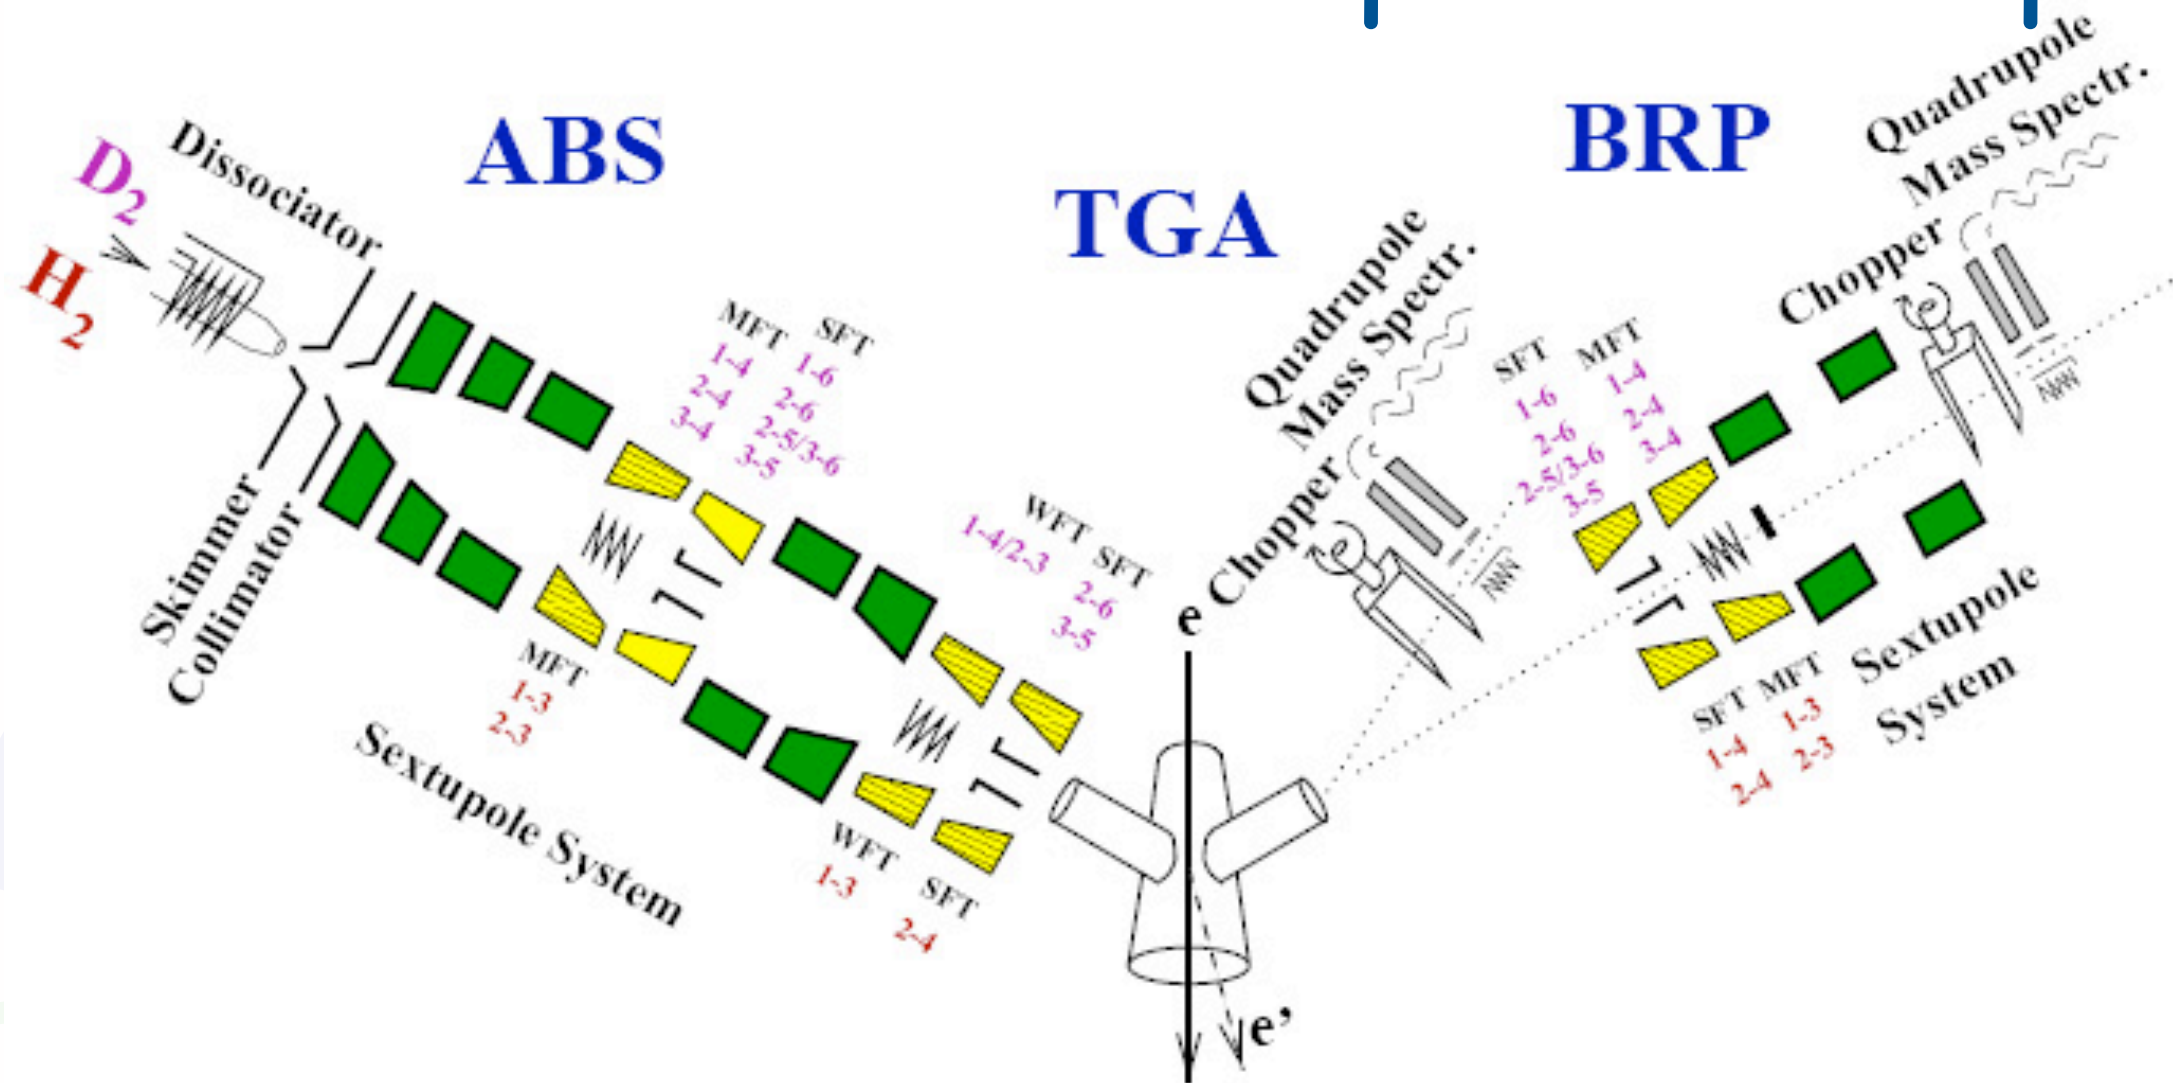 ABS
TGA
BRP
D2
H2
Dissociator
Skimmer
Collimator
MFT
1-4
2-4
3-4
SFT
1-6
2-6
2-5/3-6
3-5
MFT
1-3
2-3
Sextupole System
WFT
1-4/2-3
SFT
2-6
3-5
WFT
1-3
SFT
2-4
e
e’
Chopper
Quadrupole
Mass Spectr.
SFT
1-6
2-6
2-5/3-6
3-5
MFT
1-4
2-4
3-4
SFT
1-4
2-4
MFT
1-3
2-3
Sextupole
System
Chopper
Quadrupole
Mass Spectr.